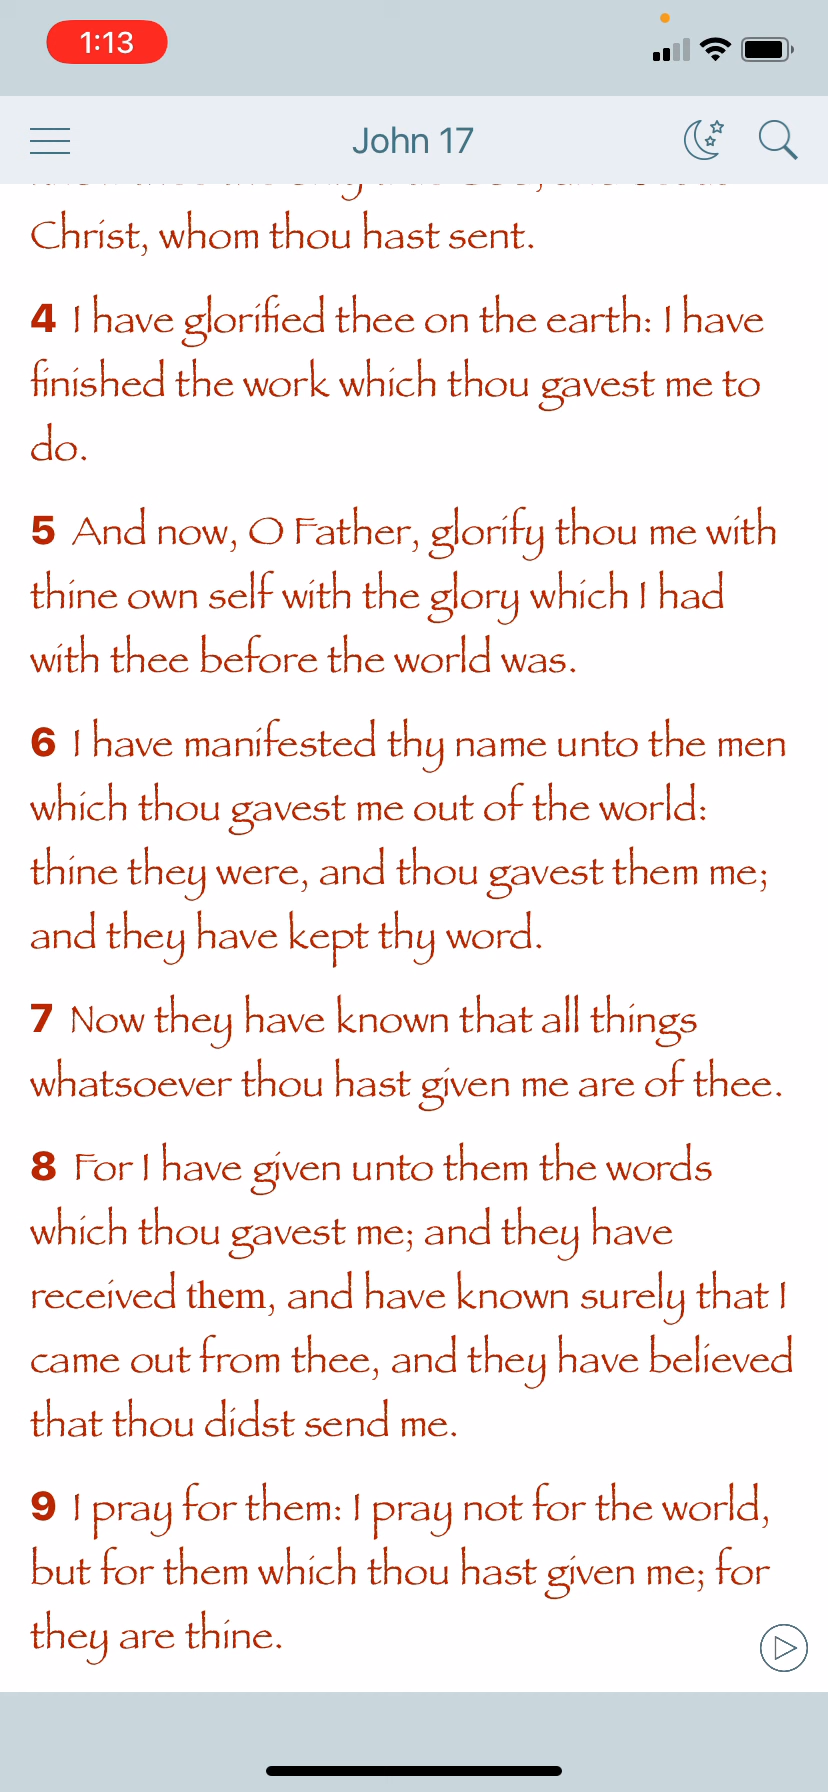 1:13
John 17
Christ, whom thou hast sent.
4 I have glorified thee on the earth: I have
finished the work which thou gavest me to
do.
5 And now, O Father, glorify thou me with
thine own self with the glory which I had
with thee before the world was.
6 I have manifested thy name unto the men
which thou gavest me out of the world:
thine they were, and thou gavest them me;
and they have kept thy word.
7 Now they have known that all things
whatsoever thou hast given me are of thee.
8 For I have given unto them the words
which thou gavest me; and they have
received them, and have known surely that I
came out from thee, and they have believed
that thou didst send me.
9 I pray for them: I pray not for the world,
but for them which thou hast given me; for
they are thine.